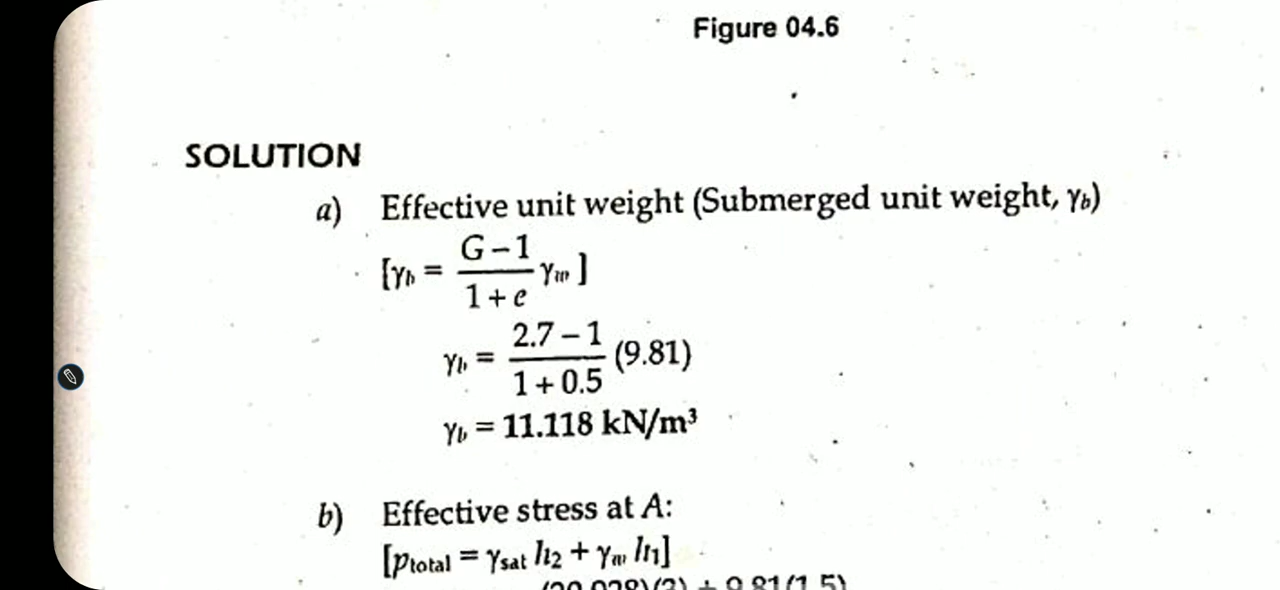 Figure 04.6
SOLUTION
a) Effective unit weight (Submerged unit weight, γb)
[γb = (G – 1)/(1 + e) γw]
γb = (2.7 – 1)/(1 + 0.5) (9.81)
γb = 11.118 kN/m³
b) Effective stress at A:
[ptotal = γsat h2 + γw h1]